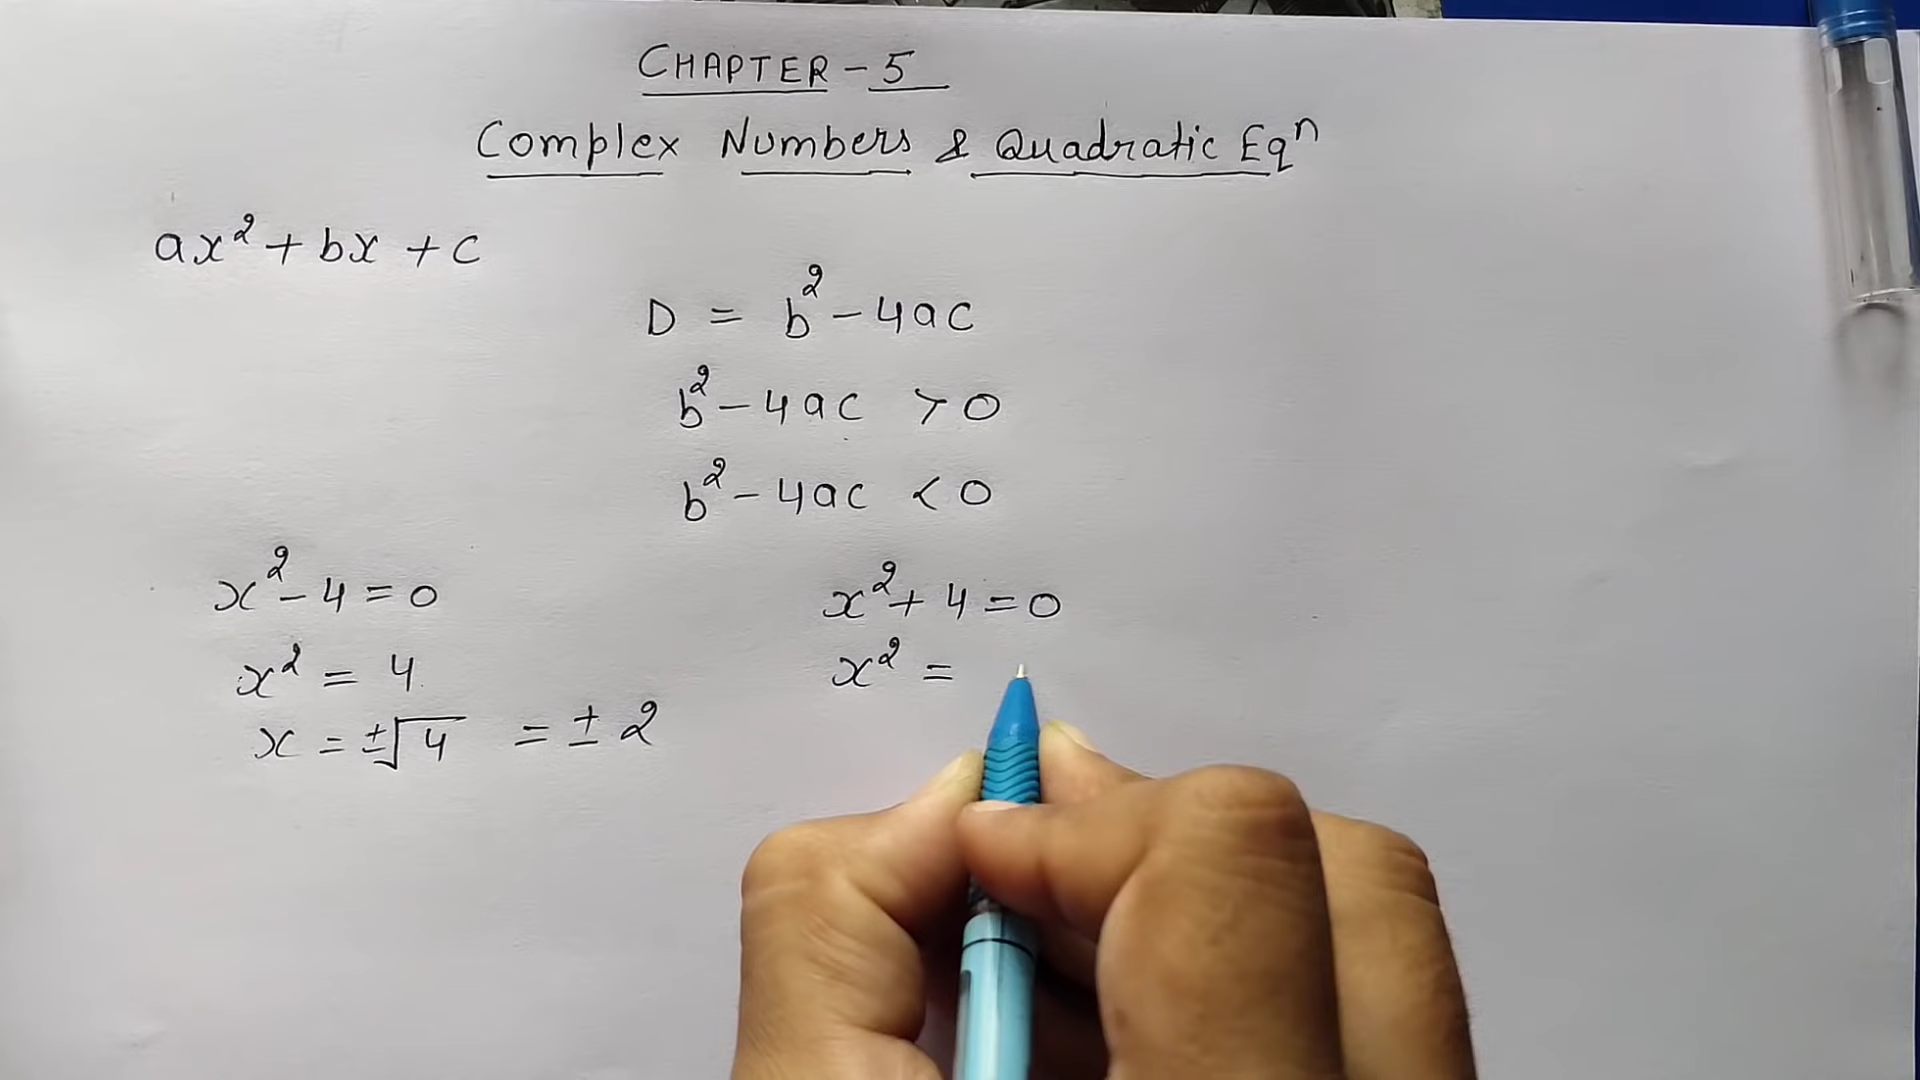 CHAPTER - 5
Complex Numbers & Quadratic Eqⁿ
ax² + bx + c
D = b² - 4ac
b² - 4ac > 0
b² - 4ac < 0
x² - 4 = 0
x² = 4
x = ±√4 = ± 2
x² + 4 = 0
x² =